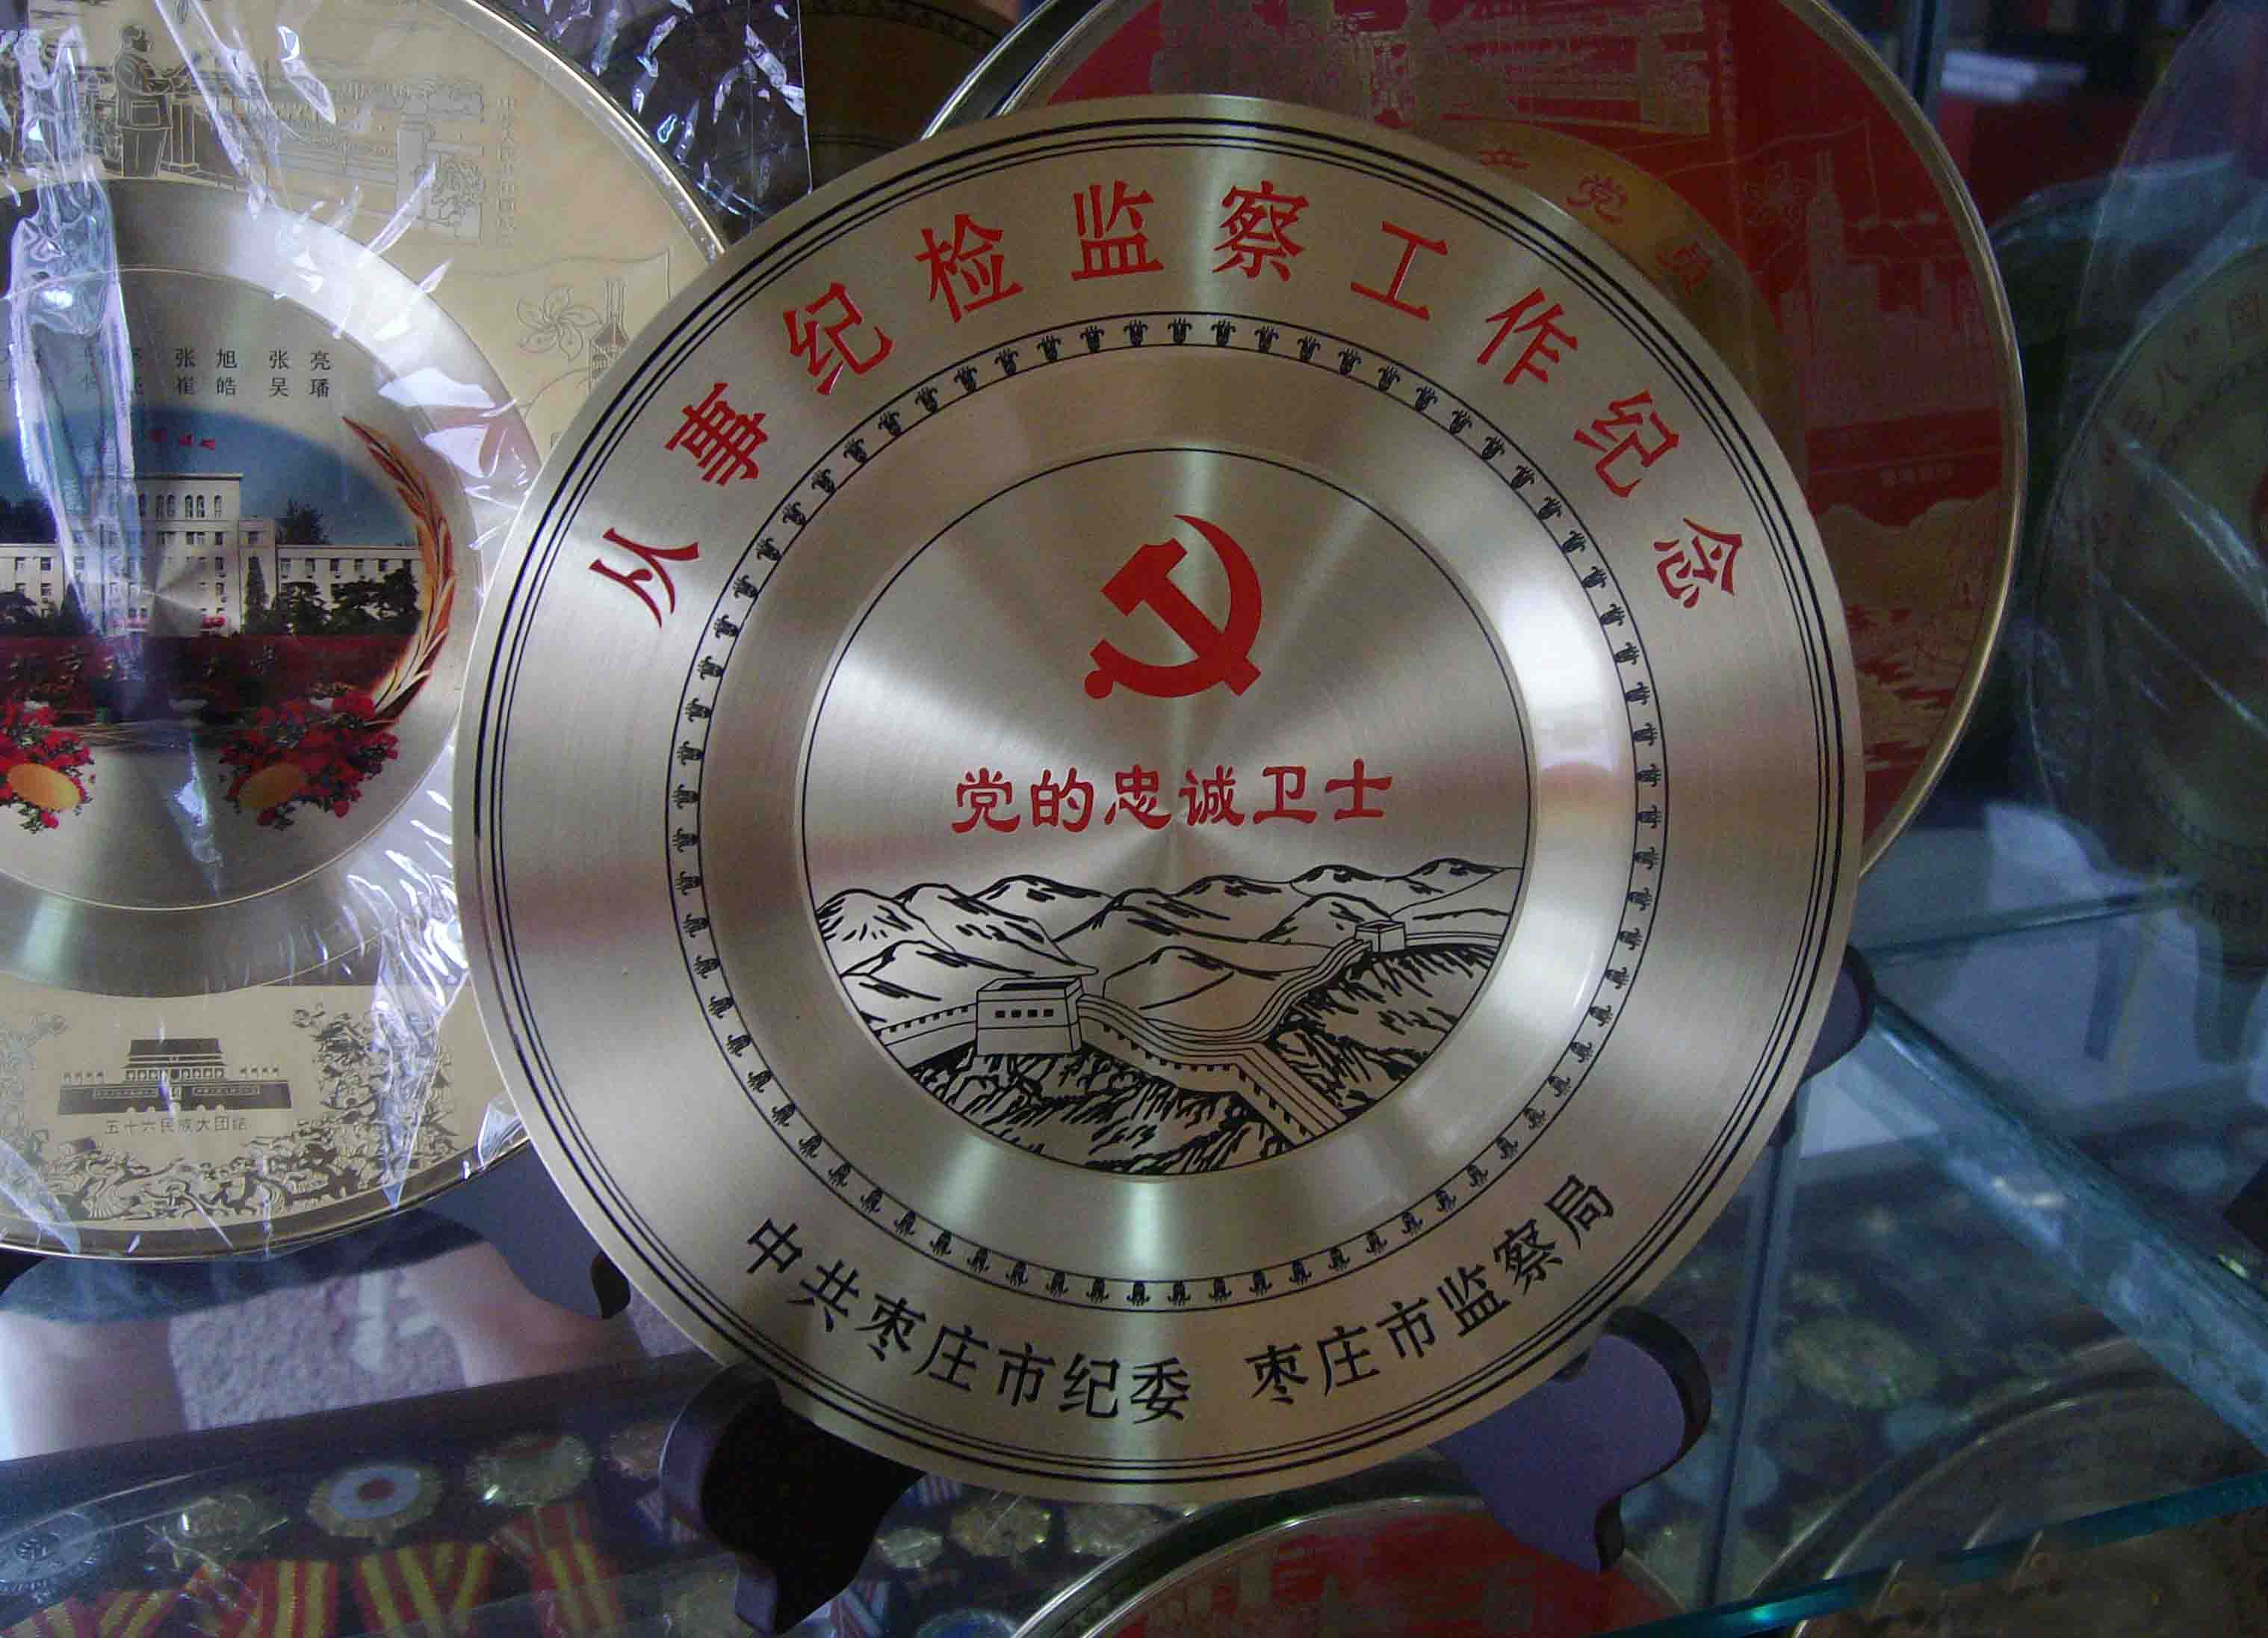 从事纪检监察工作纪念
党的忠诚卫士
中共枣庄市纪委 枣庄市监察局
张 旭 张 亮
崔 皓 吴 璠
五十六民族大团结
党 员